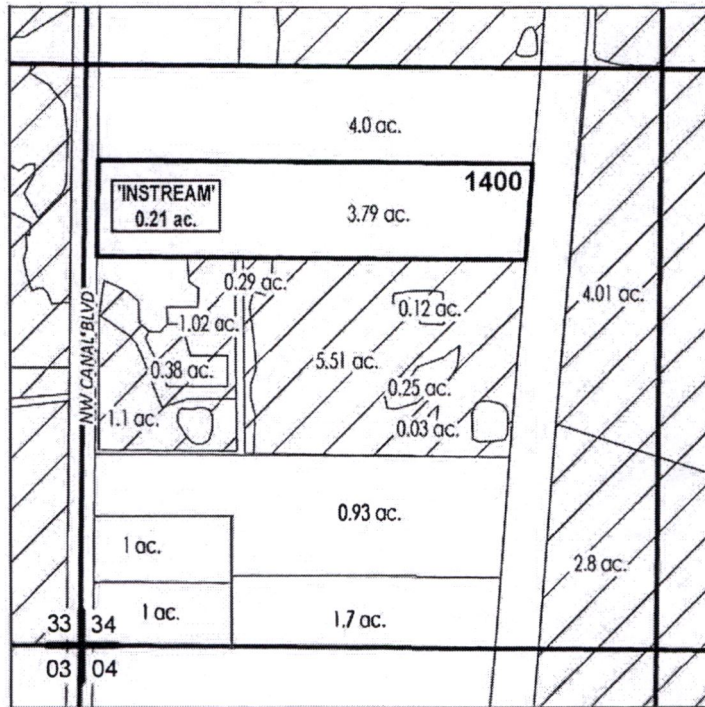 4.0 ac.
'INSTREAM'
0.21 ac.
1400
3.79 ac.
NW CANAL BLVD
0.29 ac.
1.02 ac.
0.38 ac.
1.1 ac.
0.12 ac.
5.51 ac.
0.25 ac.
0.03 ac.
4.01 ac.
0.93 ac.
1 ac.
2.8 ac.
1 ac.
1.7 ac.
33 34
03 04